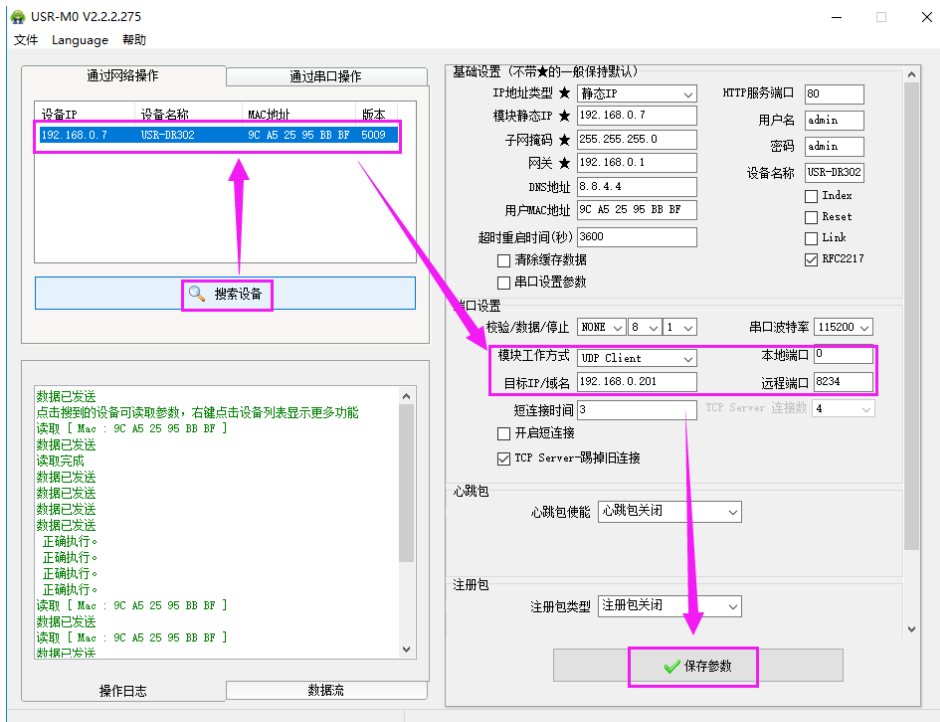 USR-M0 V2.2.2.275
文件 Language 帮助
通过网络操作 通过串口操作
设备IP 设备名称 MAC地址 版本
192.168.0.7 USR-DR302 9C A5 25 95 BB BF 5009
搜索设备
数据已发送
点击搜到的设备可读取参数，右键点击设备列表显示更多功能
读取 [ Mac : 9C A5 25 95 BB BF ]
数据已发送
读取完成
数据已发送
数据已发送
数据已发送
数据已发送
正确执行。
正确执行。
正确执行。
正确执行。
读取 [ Mac : 9C A5 25 95 BB BF ]
数据已发送
读取 [ Mac : 9C A5 25 95 BB BF ]
数据已发送
操作日志 数据流
基础设置（不带★的一般保持默认）
IP地址类型 ★ 静态IP HTTP服务端口 80
模块静态IP ★ 192.168.0.7 用户名 admin
子网掩码 ★ 255.255.255.0 密码 admin
网关 ★ 192.168.0.1 设备名称 USR-DR302
DNS地址 8.8.4.4 Index
用户MAC地址 9C A5 25 95 BB BF Reset
超时重启时间(秒) 3600 Link
清除缓存数据 RFC2217
串口设置参数
端口设置
校验/数据/停止 NONE 8 1 串口波特率 115200
模块工作方式 UDP Client 本地端口 0
目标IP/域名 192.168.0.201 远程端口 8234
短连接时间 3 TCP Server 连接数 4
开启短连接
TCP Server-踢掉旧连接
心跳包
心跳包使能 心跳包关闭
注册包
注册包类型 注册包关闭
保存参数